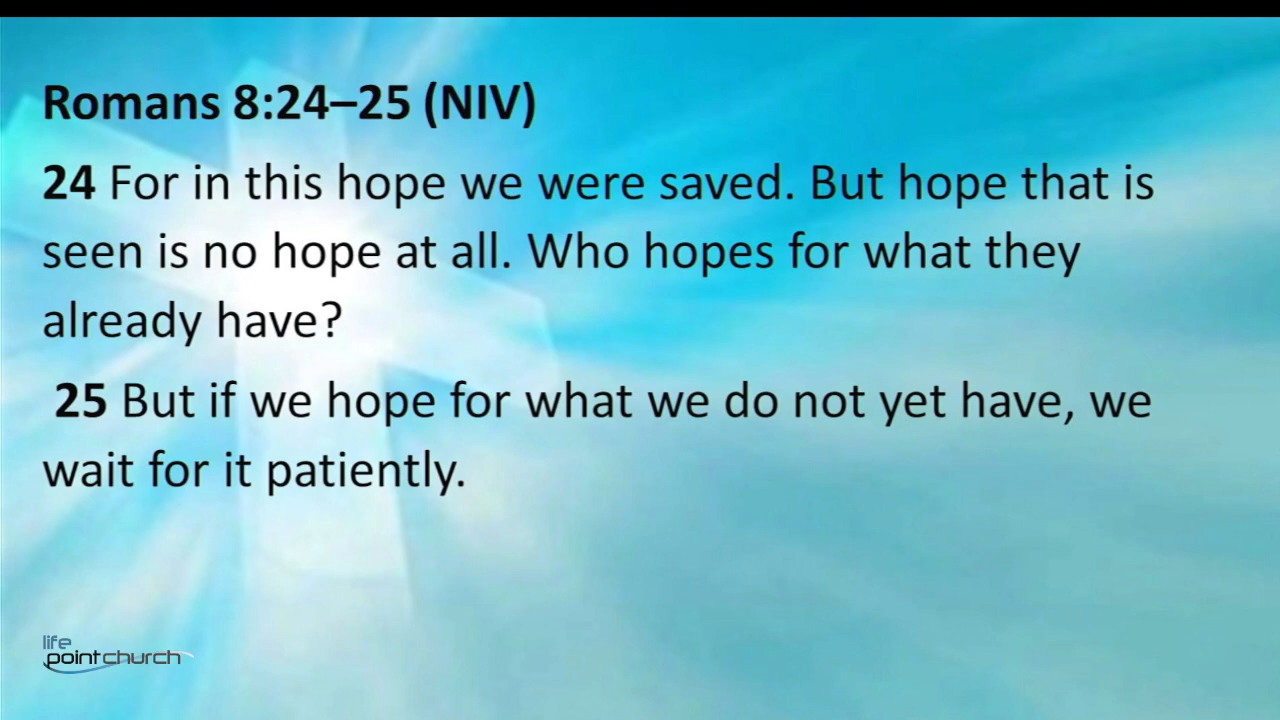 Romans 8:24–25 (NIV)
24 For in this hope we were saved. But hope that is
seen is no hope at all. Who hopes for what they
already have?
25 But if we hope for what we do not yet have, we
wait for it patiently.
life
pointchurch